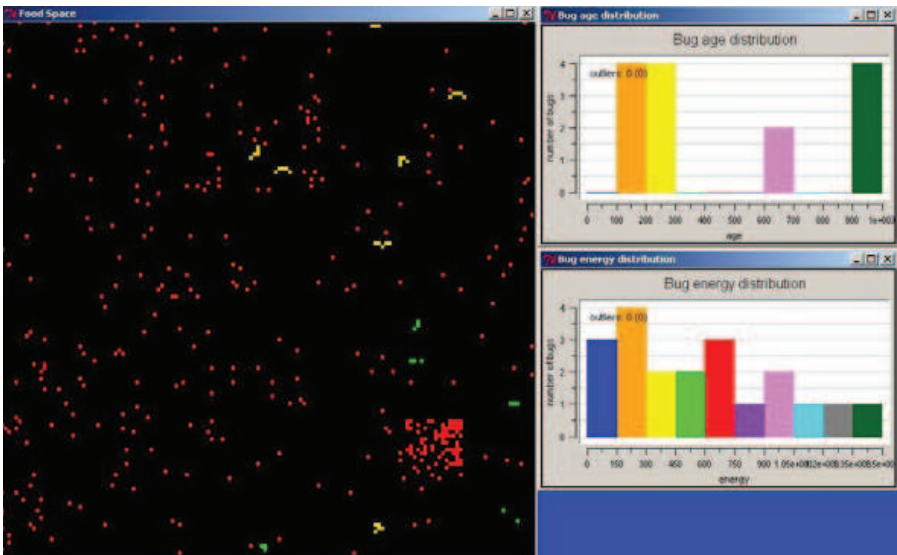 Food Space
Bug age distribution
Bug age distribution
outliers: 0 (0)
number of bugs
4
3
2
1
0
0 100 200 300 400 500 600 700 800 900 1e+003
age
Bug energy distribution
Bug energy distribution
outliers: 0 (0)
number of bugs
4
3
2
1
0
0 150 300 450 600 750 900
energy